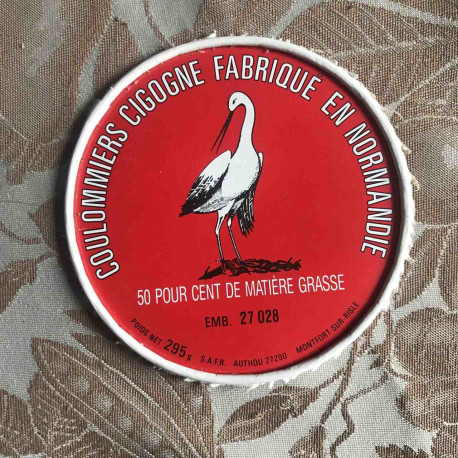 COULOMMIERS CIGOGNE FABRIQUE EN NORMANDIE
50 POUR CENT DE MATIÈRE GRASSE
EMB. 27 028
POIDS NET 295 g S.A.F.R. AUTHOU 27290 MONTFORT-SUR-RISLE